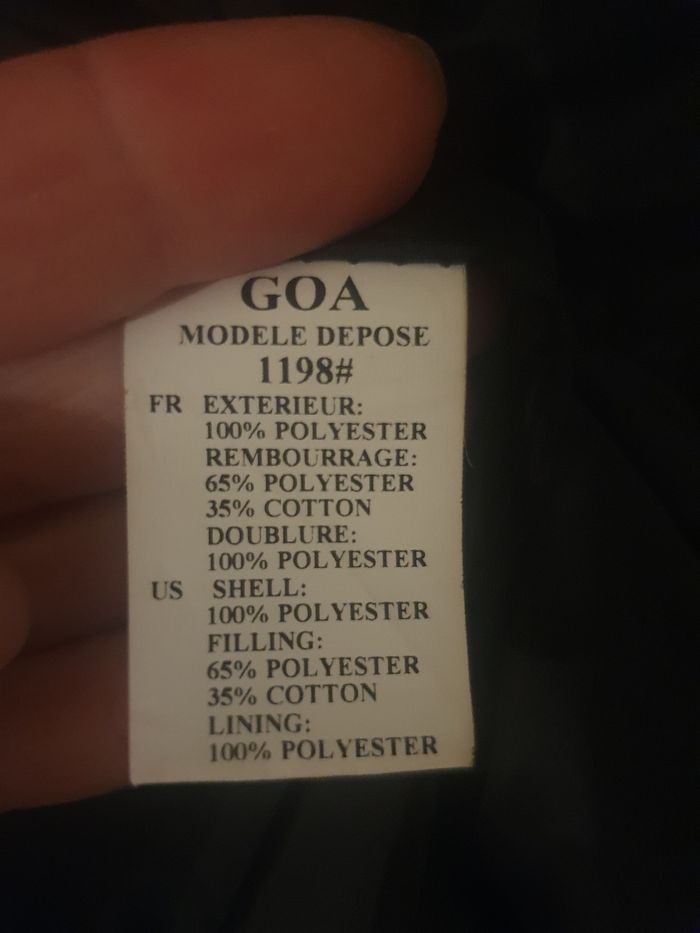 GOA
MODELE DEPOSE
1198#
FR EXTERIEUR:
100% POLYESTER
REMBOURRAGE:
65% POLYESTER
35% COTTON
DOUBLURE:
100% POLYESTER
US SHELL:
100% POLYESTER
FILLING:
65% POLYESTER
35% COTTON
LINING:
100% POLYESTER